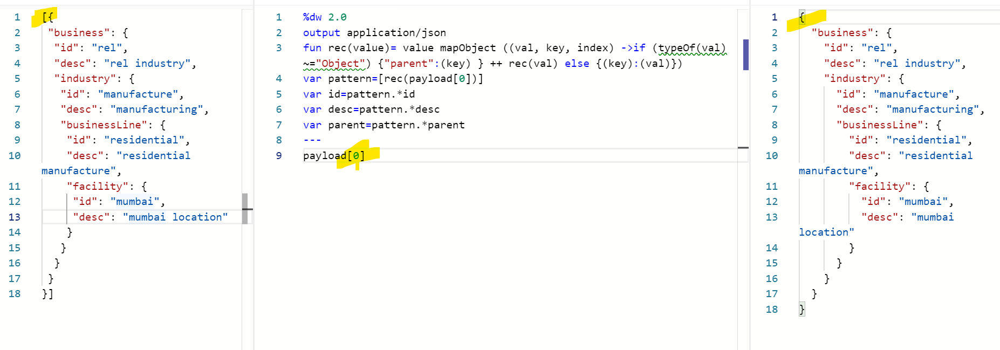 1 [{
2 "business": {
3 "id": "rel",
4 "desc": "rel industry",
5 "industry": {
6 "id": "manufacture",
7 "desc": "manufacturing",
8 "businessLine": {
9 "id": "residential",
10 "desc": "residential
manufacture",
11 "facility": {
12 "id": "mumbai",
13 "desc": "mumbai location"
14 }
15 }
16 }
17 }
18 }]
1 %dw 2.0
2 output application/json
3 fun rec(value)= value mapObject ((val, key, index) ->if (typeOf(val)
~="Object") {"parent":(key) } ++ rec(val) else {(key):(val)})
4 var pattern=[rec(payload[0])]
5 var id=pattern.*id
6 var desc=pattern.*desc
7 var parent=pattern.*parent
8 ---
9 payload[0]
1 {
2 "business": {
3 "id": "rel",
4 "desc": "rel industry",
5 "industry": {
6 "id": "manufacture",
7 "desc": "manufacturing",
8 "businessLine": {
9 "id": "residential",
10 "desc": "residential
manufacture",
11 "facility": {
12 "id": "mumbai",
13 "desc": "mumbai
location"
14 }
15 }
16 }
17 }
18 }